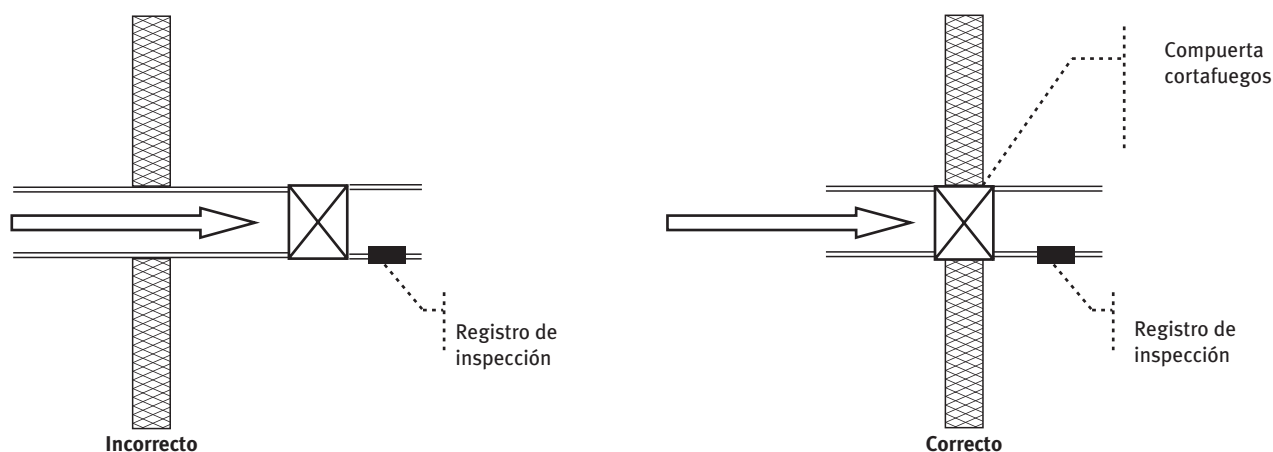 Compuerta
cortafuegos
Registro de
inspección
Registro de
inspección
Incorrecto
Correcto